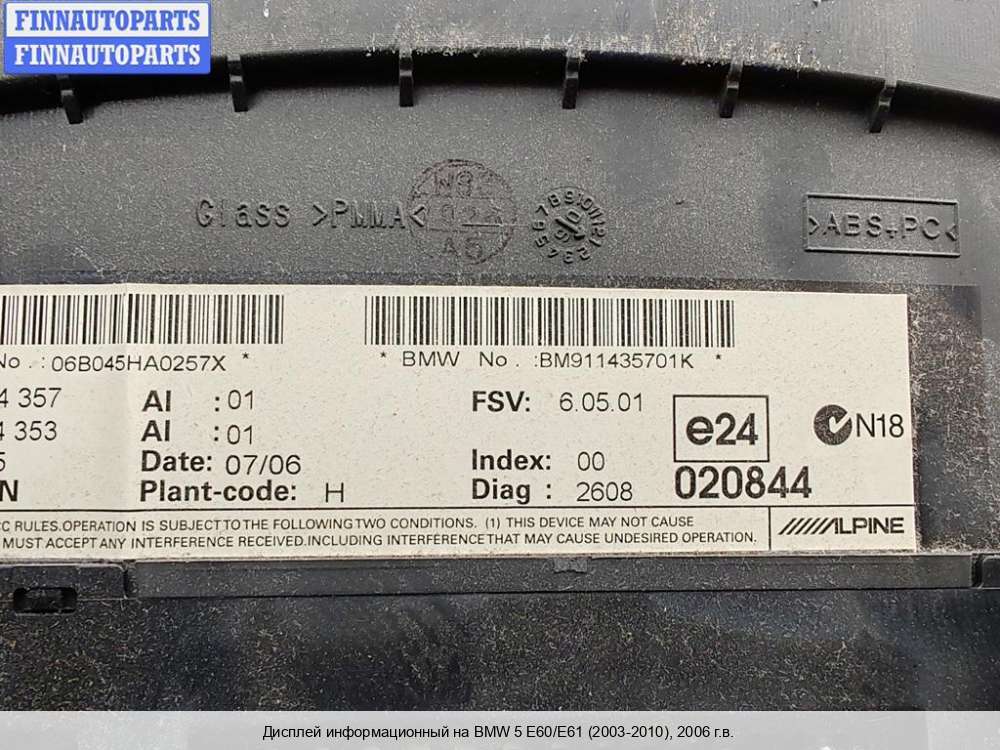 FINNAUTOPARTS
FINNAUTOPARTS
Glass >PMMA<
A5
>ABS+PC<
No .: 06B045HA0257X *
* BMW No .:BM911435701K *
4 357 AI :01 FSV: 6.05.01
4 353 AI :01
e24
N18
5 Date: 07/06 Index: 00
N Plant-code: H Diag : 2608 020844
CC RULES.OPERATION IS SUBJECT TO THE FOLLOWING TWO CONDITIONS. (1) THIS DEVICE MAY NOT CAUSE
MUST ACCEPT ANY INTERFERENCE RECEIVED.INCLUDING INTERFERENCE THAT MAY CAUSE UNDESIRED OPERATION.
ALPINE
Дисплей информационный на BMW 5 E60/E61 (2003-2010), 2006 г.в.